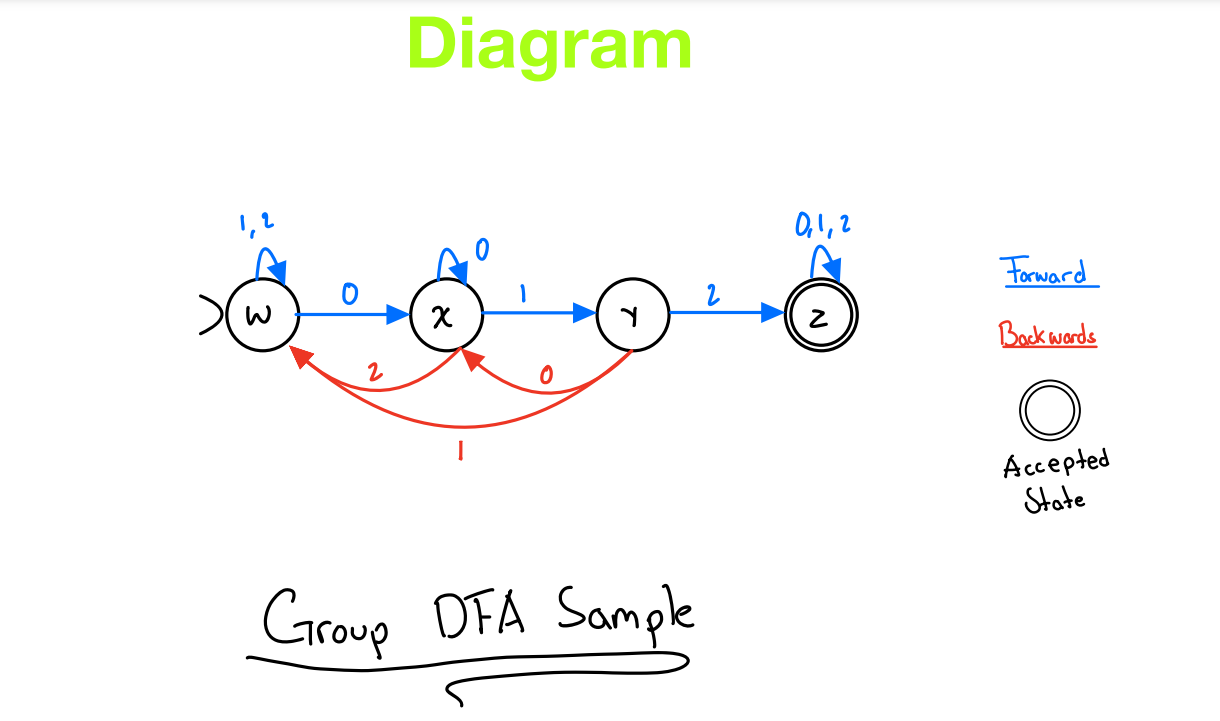 Diagram
1,2
0
0
1
2
0,1,2
W
X
Y
Z
2
0
1
Forward
Backwards
Accepted
State
Group DFA Sample